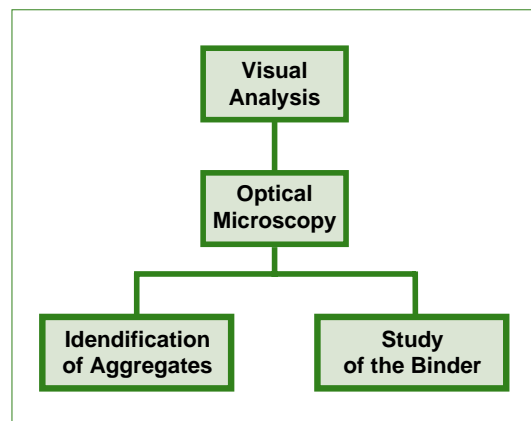 Visual
Analysis
Optical
Microscopy
Idendification
of Aggregates
Study
of the Binder